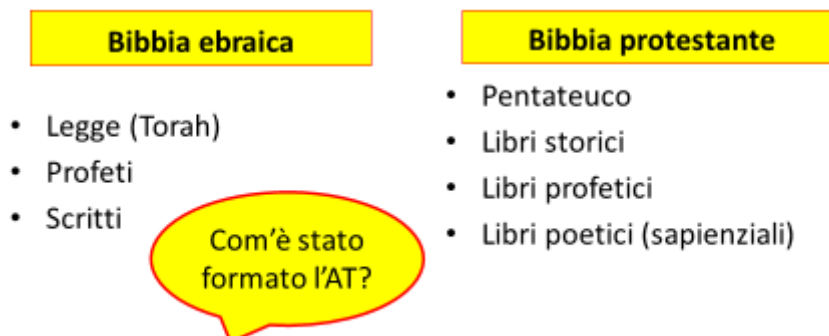 Bibbia ebraica
• Legge (Torah)
• Profeti
• Scritti
Bibbia protestante
• Pentateuco
• Libri storici
• Libri profetici
• Libri poetici (sapienziali)
Com'è stato
formato l'AT?